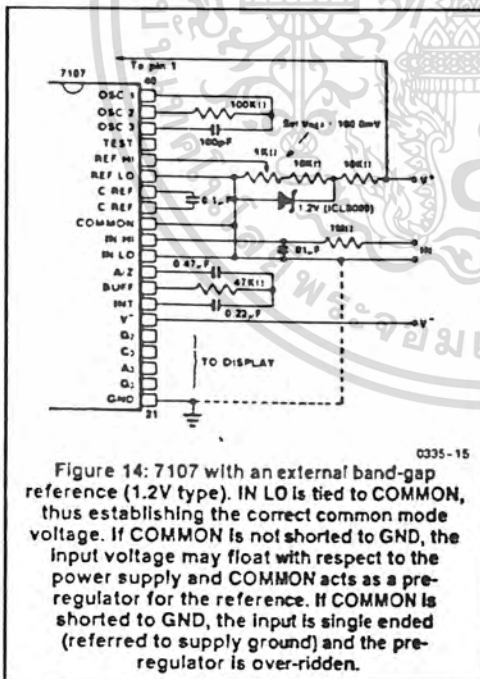 To pin 1
7107
40
OSC 1
OSC 2
OSC 3
TEST
REF HI
REF LO
C REF
C REF
COMMON
IN HI
IN LO
A/Z
BUFF
INT
V-
G2
C3
A3
G3
GND
21
100KΩ
100pF
Set VREF = 100.0mV
1KΩ
10KΩ
10KΩ
V+
0.1µF
1.2V (ICL8069)
1MΩ
.01µF
IN
0.47µF
47KΩ
0.22µF
V-
TO DISPLAY
0335-15
Figure 14: 7107 with an external band-gap
reference (1.2V type). IN LO is tied to COMMON,
thus establishing the correct common mode
voltage. If COMMON is not shorted to GND, the
input voltage may float with respect to the
power supply and COMMON acts as a pre-
regulator for the reference. If COMMON is
shorted to GND, the input is single ended
(referred to supply ground) and the pre-
regulator is over-ridden.